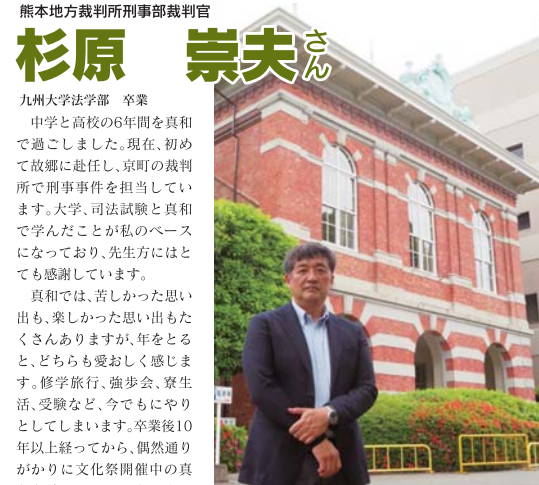 熊本地方裁判所刑事部裁判官
杉原 崇夫さん
九州大学法学部 卒業
中学と高校の6年間を真和
で過ごしました。現在、初め
て故郷に赴任し、京町の裁判
所で刑事事件を担当してい
ます。大学、司法試験と真和
で学んだことが私のベース
になっており、先生方にはと
ても感謝しています。
真和では、苦しかった思い
出も、楽しかった思い出もた
くさんありますが、年をとる
と、どちらも愛おしく感じま
す。修学旅行、強歩会、寮生
活、受験など、今でもにやり
としてしまいます。卒業後10
年以上経ってから、偶然通り
がかりに文化祭開催中の真